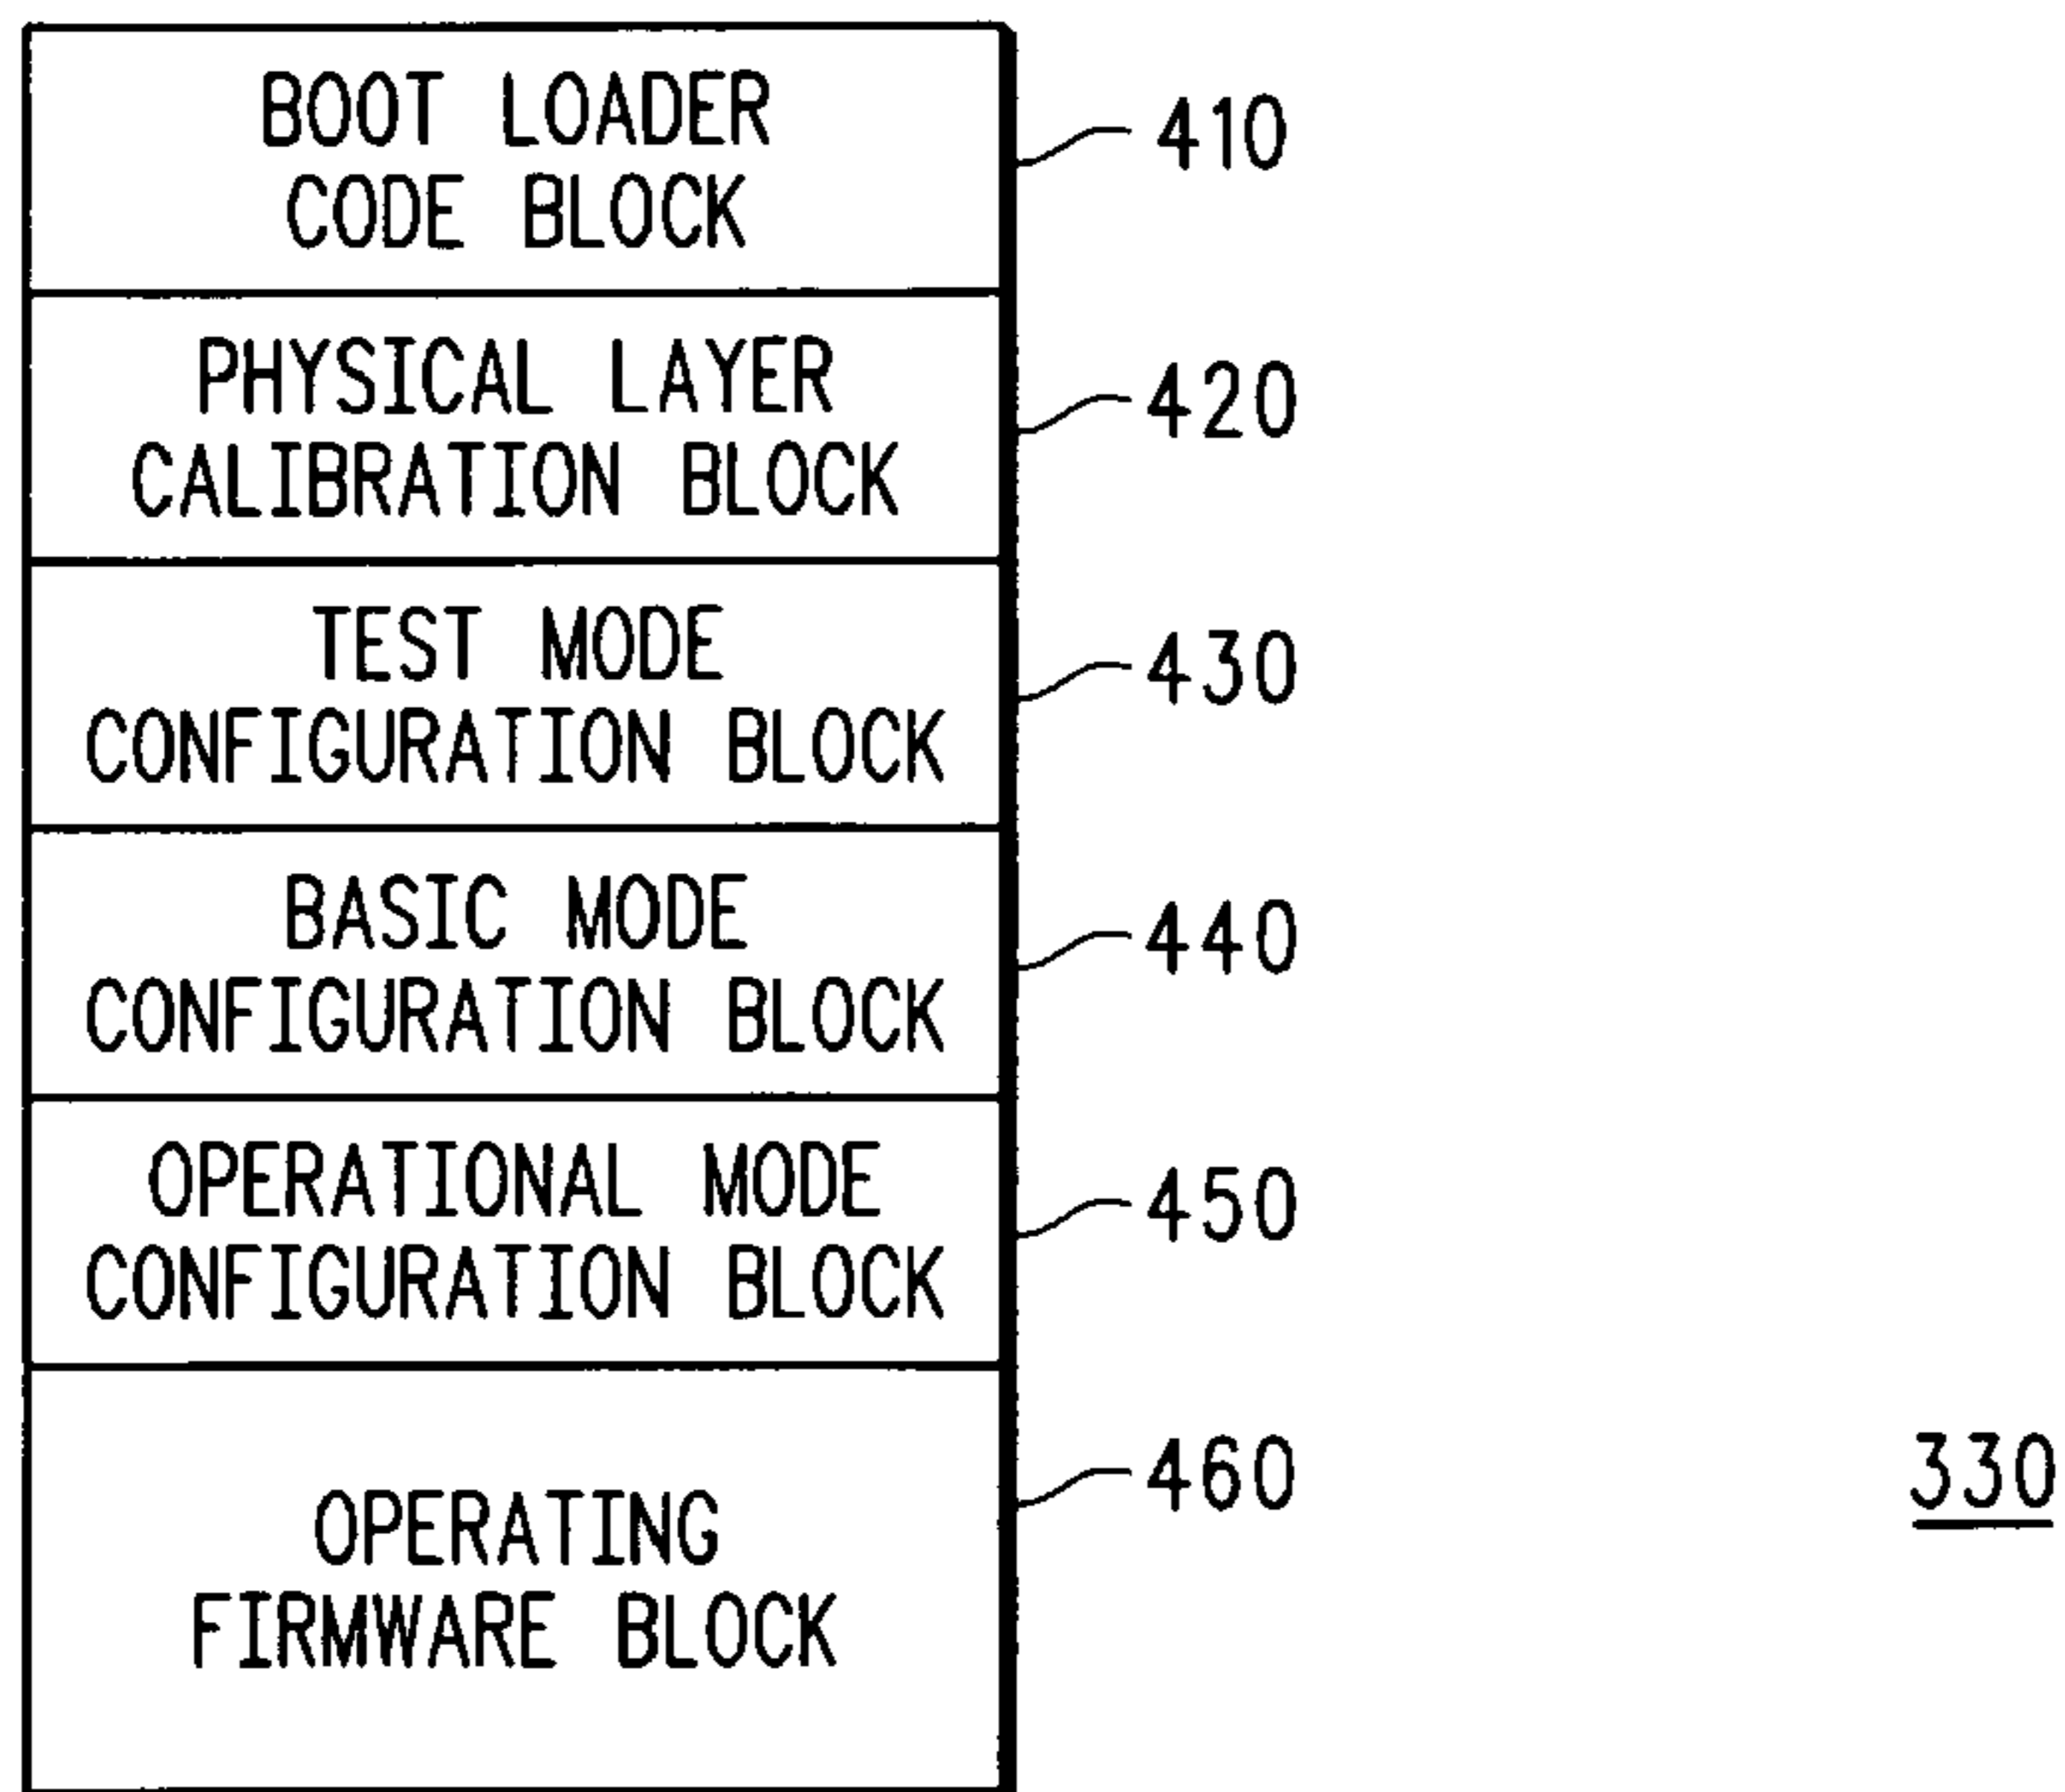 BOOT LOADER
CODE BLOCK
410
PHYSICAL LAYER
CALIBRATION BLOCK
420
TEST MODE
CONFIGURATION BLOCK
430
BASIC MODE
CONFIGURATION BLOCK
440
OPERATIONAL MODE
CONFIGURATION BLOCK
450
OPERATING
FIRMWARE BLOCK
460
330